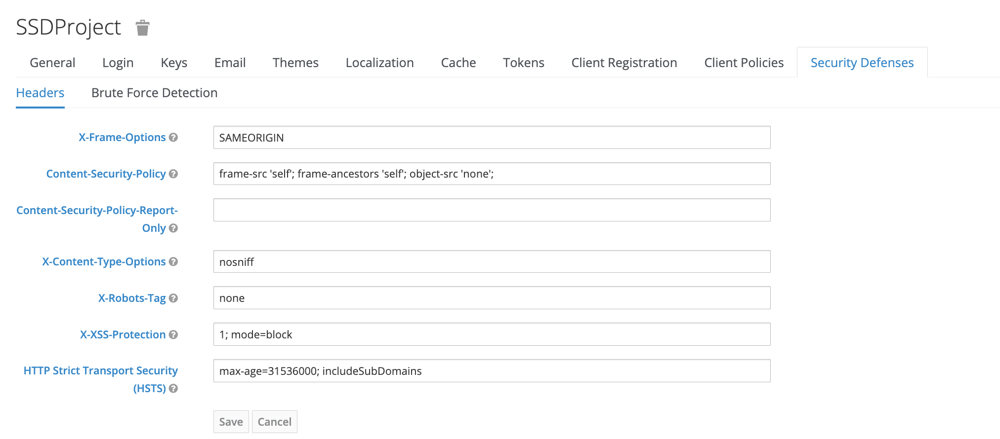 SSDProject
General Login Keys Email Themes Localization Cache Tokens Client Registration Client Policies Security Defenses
Headers Brute Force Detection
X-Frame-Options SAMEORIGIN
Content-Security-Policy frame-src 'self'; frame-ancestors 'self'; object-src 'none';
Content-Security-Policy-Report-
Only
X-Content-Type-Options nosniff
X-Robots-Tag none
X-XSS-Protection 1; mode=block
HTTP Strict Transport Security max-age=31536000; includeSubDomains
(HSTS)
Save Cancel